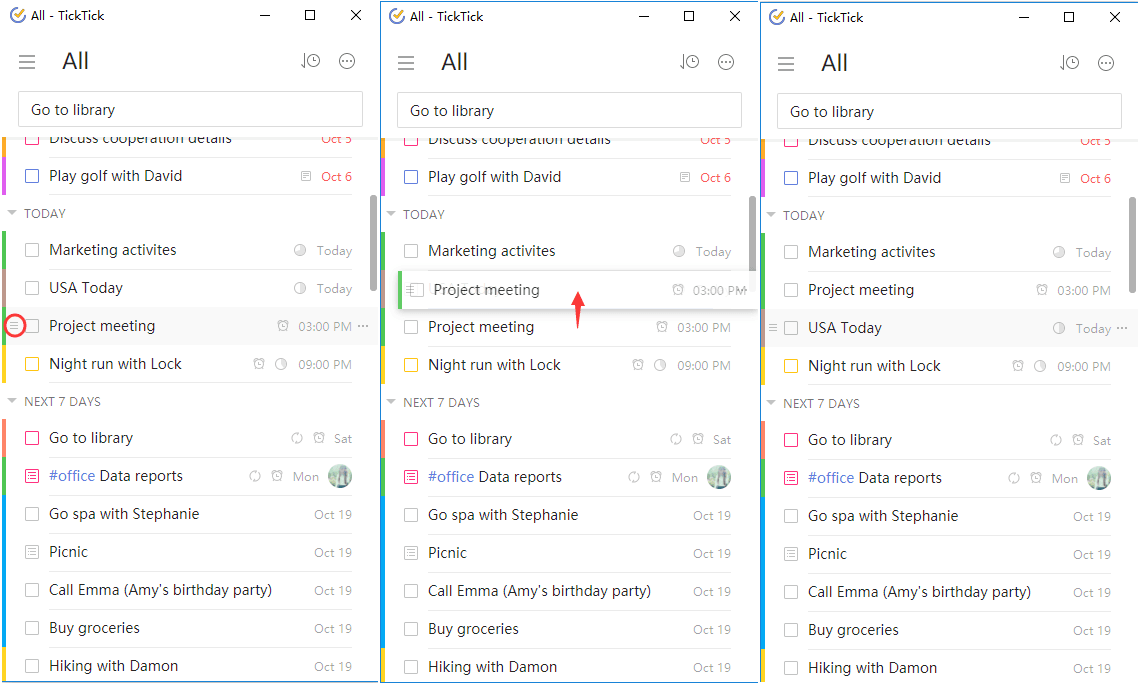 All - TickTick
All
Go to library
Discuss cooperation details Oct 5
Play golf with David Oct 6
TODAY
Marketing activites Today
USA Today Today
Project meeting 03:00 PM
Night run with Lock 09:00 PM
NEXT 7 DAYS
Go to library Sat
#office Data reports Mon
Go spa with Stephanie Oct 19
Picnic Oct 19
Call Emma (Amy's birthday party) Oct 19
Buy groceries Oct 19
Hiking with Damon Oct 19
All - TickTick
All
Go to library
Discuss cooperation details Oct 5
Play golf with David Oct 6
TODAY
Marketing activites Today
Project meeting 03:00 PM
Project meeting 03:00 PM
Night run with Lock 09:00 PM
NEXT 7 DAYS
Go to library Sat
#office Data reports Mon
Go spa with Stephanie Oct 19
Picnic Oct 19
Call Emma (Amy's birthday party) Oct 19
Buy groceries Oct 19
Hiking with Damon Oct 19
All - TickTick
All
Go to library
Discuss cooperation details Oct 5
Play golf with David Oct 6
TODAY
Marketing activites Today
Project meeting 03:00 PM
USA Today Today
Night run with Lock 09:00 PM
NEXT 7 DAYS
Go to library Sat
#office Data reports Mon
Go spa with Stephanie Oct 19
Picnic Oct 19
Call Emma (Amy's birthday party) Oct 19
Buy groceries Oct 19
Hiking with Damon Oct 19